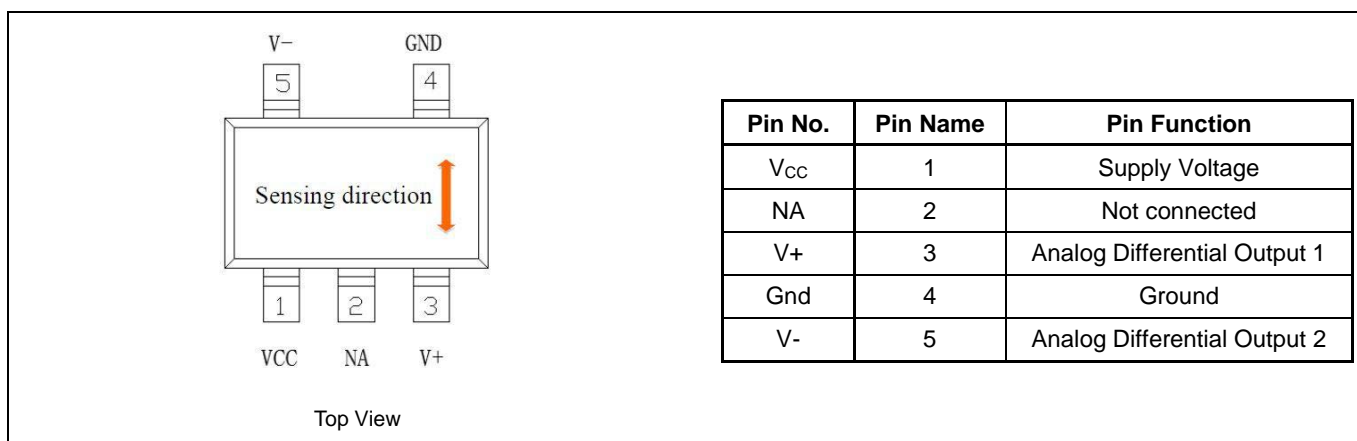 V- GND
5 4
Sensing direction
1 2 3
VCC NA V+
Top View
Pin No. Pin Name Pin Function
VCC 1 Supply Voltage
NA 2 Not connected
V+ 3 Analog Differential Output 1
Gnd 4 Ground
V- 5 Analog Differential Output 2